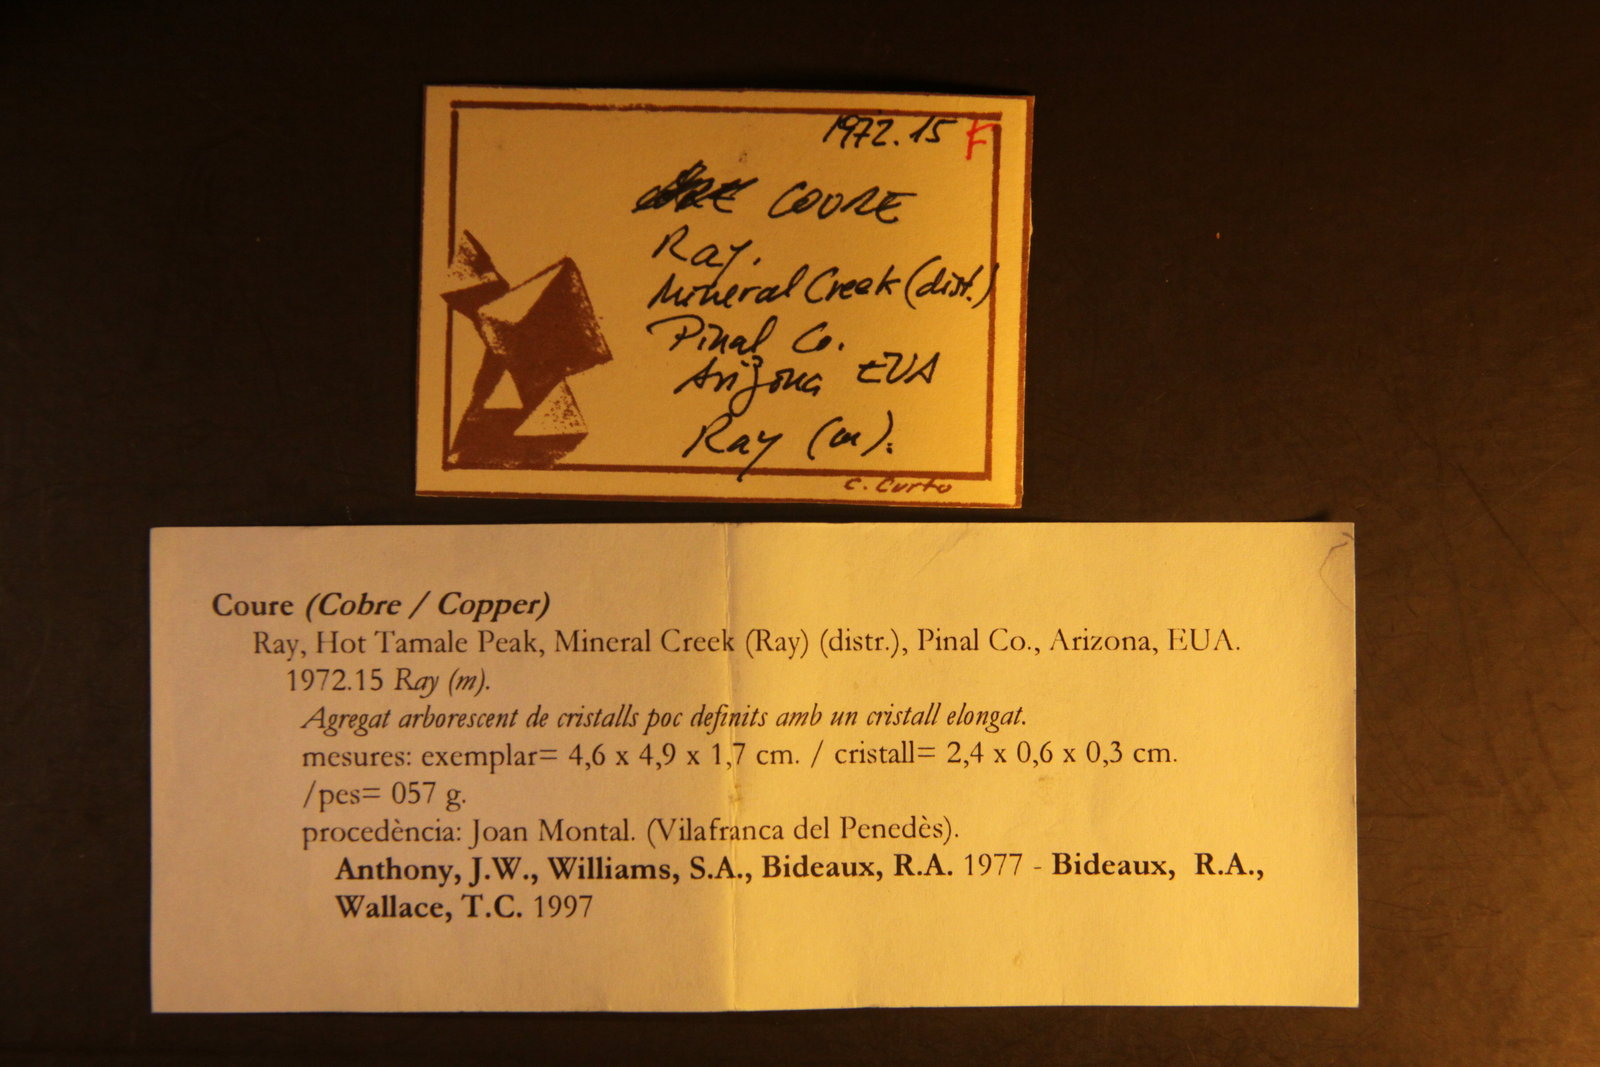 1972.15 F
COURE
Ray.
Mineral Creek (dist.)
Pinal Co.
Arizona EUA
Ray (m).
C. Curto
Coure (Cobre / Copper)
Ray, Hot Tamale Peak, Mineral Creek (Ray) (distr.), Pinal Co., Arizona, EUA.
1972.15 Ray (m).
Agregat arborescent de cristalls poc definits amb un cristall elongat.
mesures: exemplar= 4,6 x 4,9 x 1,7 cm. / cristall= 2,4 x 0,6 x 0,3 cm.
/pes= 057 g.
procedència: Joan Montal. (Vilafranca del Penedès).
Anthony, J.W., Williams, S.A., Bideaux, R.A. 1977 - Bideaux, R.A.,
Wallace, T.C. 1997